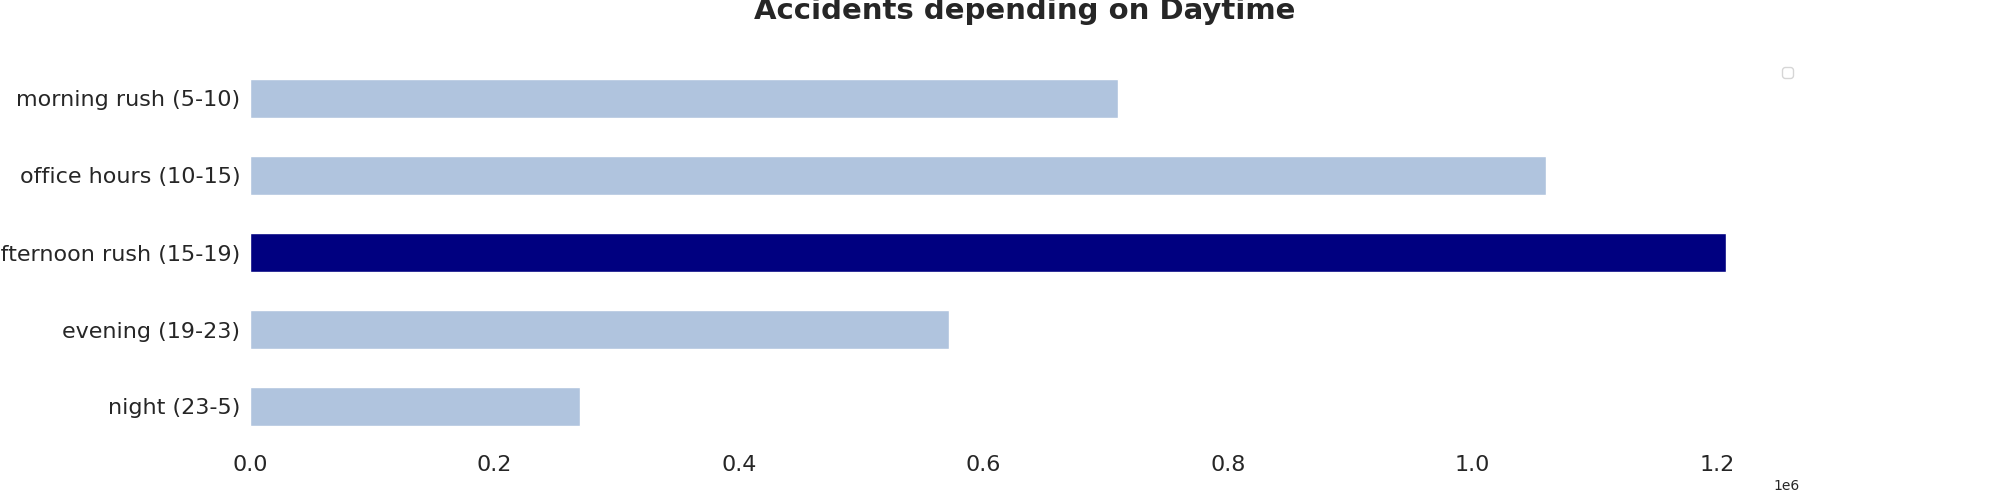 Accidents depending on Daytime
morning rush (5-10)
office hours (10-15)
fternoon rush (15-19)
evening (19-23)
night (23-5)
0.0 0.2 0.4 0.6 0.8 1.0 1.2
1e6